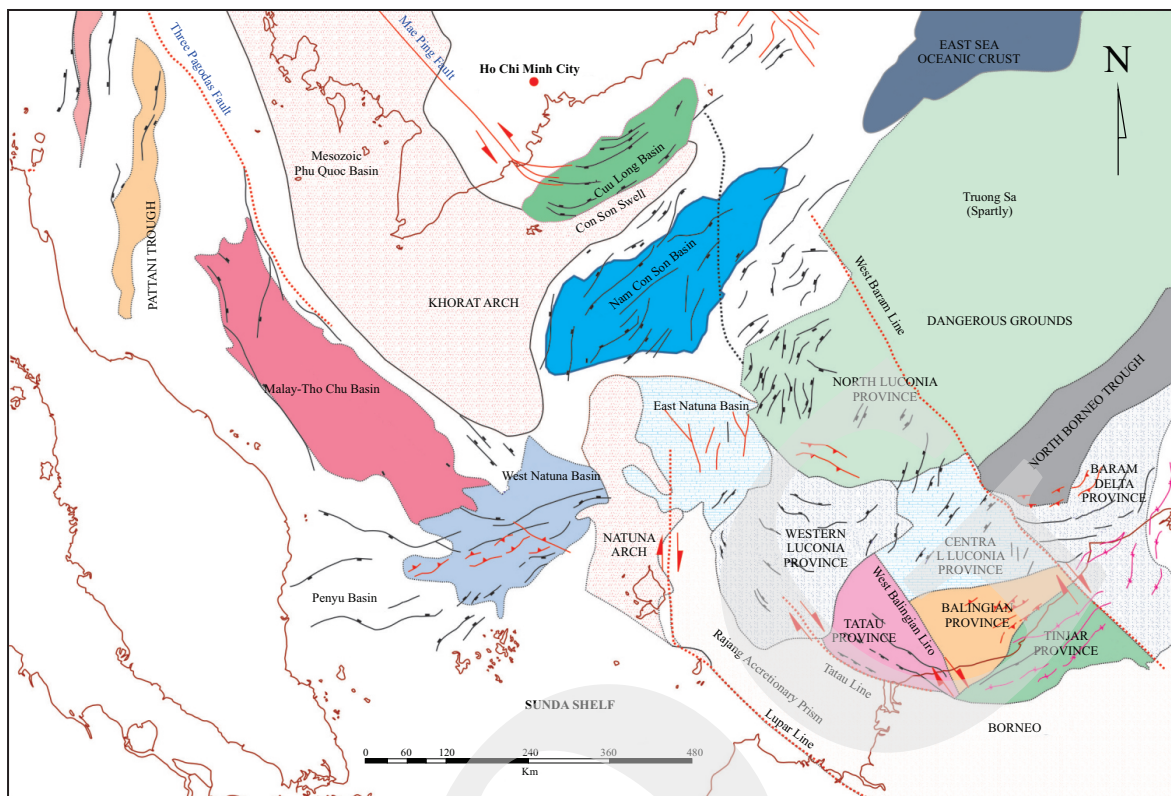 Three Pagodas Fault
Mae Ping Fault
Ho Chi Minh City
EAST SEA
OCEANIC CRUST
N
Mesozoic
Phu Quoc Basin
Cuu Long Basin
Con Son Swell
Truong Sa
(Spartly)
PATTANI TROUGH
Nam Con Son Basin
West Baram Line
KHORAT ARCH
DANGEROUS GROUNDS
Malay-Tho Chu Basin
NORTH LUCONIA
PROVINCE
East Natuna Basin
NORTH BORNEO TROUGH
West Natuna Basin
BARAM
DELTA
PROVINCE
NATUNA
ARCH
WESTERN
LUCONIA
PROVINCE
CENTRA
L LUCONIA
PROVINCE
Penyu Basin
West Balingian Liro
TATAU
PROVINCE
BALINGIAN
PROVINCE
TINJAR
PROVINCE
Rajang Accretionary Prism
Tatau Line
SUNDA SHELF
Lupar Line
BORNEO
0 60 120 240 360 480
Km